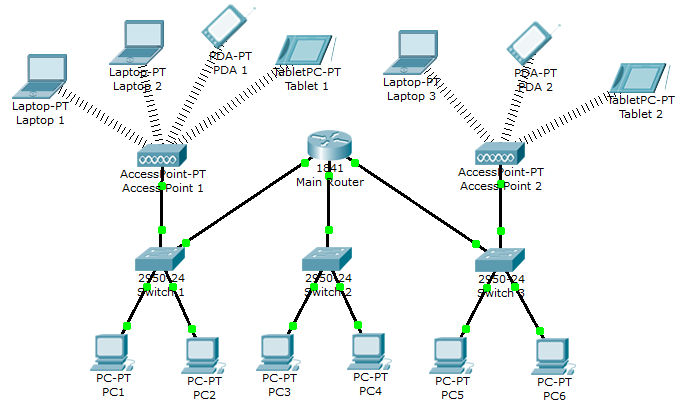 Laptop-PT
Laptop 1
Laptop-PT
Laptop 2
PDA-PT
PDA 1
TabletPC-PT
Tablet 1
Laptop-PT
Laptop 3
PDA-PT
PDA 2
TabletPC-PT
Tablet 2
AccessPoint-PT
Access Point 1
1841
Main Router
AccessPoint-PT
Access Point 2
2950-24
Switch 1
2950-24
Switch 2
2950-24
Switch 3
PC-PT
PC1
PC-PT
PC2
PC-PT
PC3
PC-PT
PC4
PC-PT
PC5
PC-PT
PC6